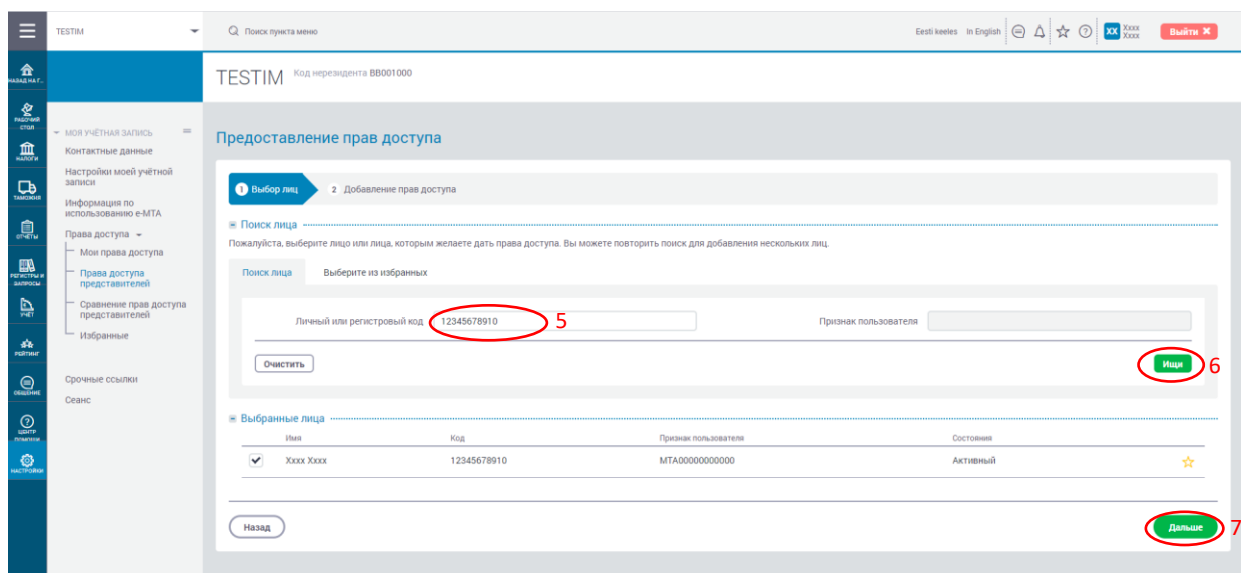 TESTIM
Поиск пункта меню
Eesti keeles In English
XX Xxxx Xxxx
Выйти ✖
НАЗАД НА Г...
TESTIM Код нерезидента BB001000
РАБОЧИЙ СТОЛ
МОЯ УЧЁТНАЯ ЗАПИСЬ
Контактные данные
Настройки моей учётной
записи
Информация по
использованию e-MTA
Права доступа
Мои права доступа
Права доступа
представителей
Сравнение прав доступа
представителей
Избранные
Срочные ссылки
Сеанс
НАЛОГИ
ТАМОЖНЯ
ОТЧЕТЫ
РЕГИСТРЫ И
ЗАПРОСЫ
УЧЁТ
РЕЙТИНГ
ОБЩЕНИЕ
ЦЕНТР
ПОМОЩИ
НАСТРОЙКИ
Предоставление прав доступа
1 Выбор лиц 2 Добавление прав доступа
Поиск лица
Пожалуйста, выберите лицо или лица, которым желаете дать права доступа. Вы можете повторить поиск для добавления нескольких лиц.
Поиск лица Выберите из избранных
Личный или регистровый код 12345678910 5 Признак пользователя
Очистить Ищи 6
Выбранные лица
Имя Код Признак пользователя Состояния
Xxxx Xxxx 12345678910 MTA00000000000 Активный
Назад Дальше 7